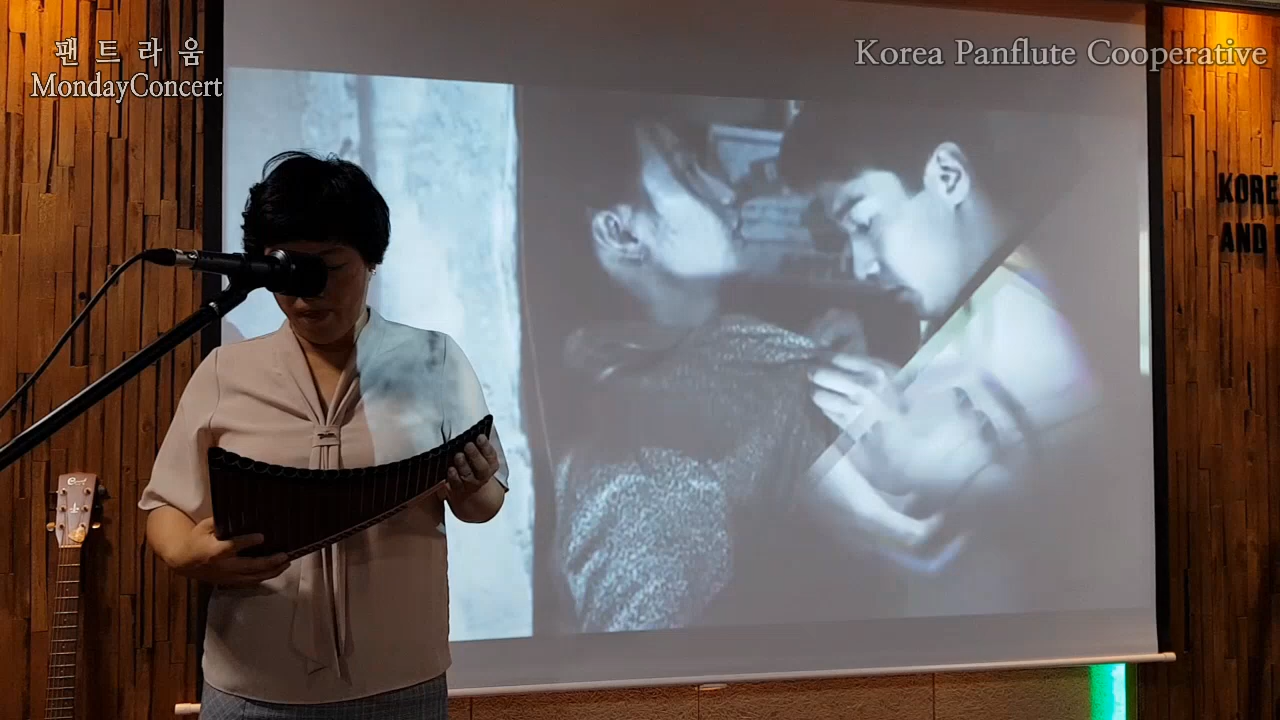 팬 트 라 움
MondayConcert
Korea Panflute Cooperative
KORE
AND